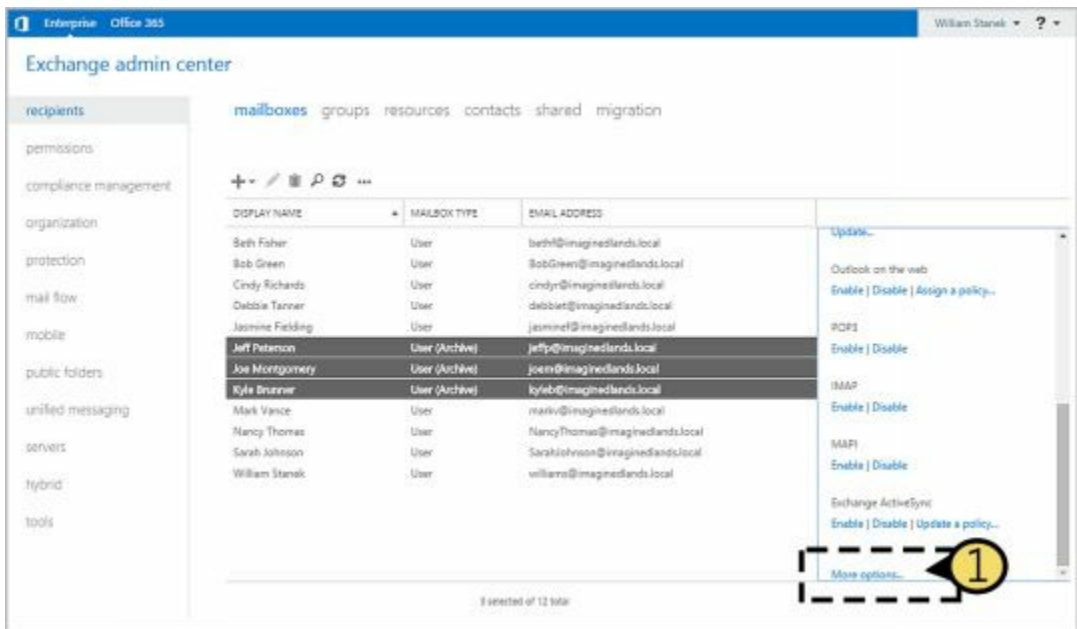 Enterprise Office 365 William Stanek ?
Exchange admin center
recipients
permissions
compliance management
organization
protection
mail flow
mobile
public folders
unified messaging
servers
hybrid
tools
mailboxes groups resources contacts shared migration
DISPLAY NAME MAILBOX TYPE EMAIL ADDRESS
Beth Fisher User bethf@imaginedlands.local
Bob Green User BobGreen@imaginedlands.local
Cindy Richards User cindyr@imaginedlands.local
Debbie Tanner User debbiet@imaginedlands.local
Jasmine Fielding User jasminef@imaginedlands.local
Jeff Peterson User (Archive) jeffp@imaginedlands.local
Joe Montgomery User (Archive) joem@imaginedlands.local
Kyle Brunner User (Archive) kyleb@imaginedlands.local
Mark Vance User markv@imaginedlands.local
Nancy Thomas User NancyThomas@imaginedlands.local
Sarah Johnson User SarahJohnson@imaginedlands.local
William Stanek User williams@imaginedlands.local
3 selected of 12 total
Update...
Outlook on the web
Enable | Disable | Assign a policy...
POP3
Enable | Disable
IMAP
Enable | Disable
MAPI
Enable | Disable
Exchange ActiveSync
Enable | Disable | Update a policy...
More options...
1